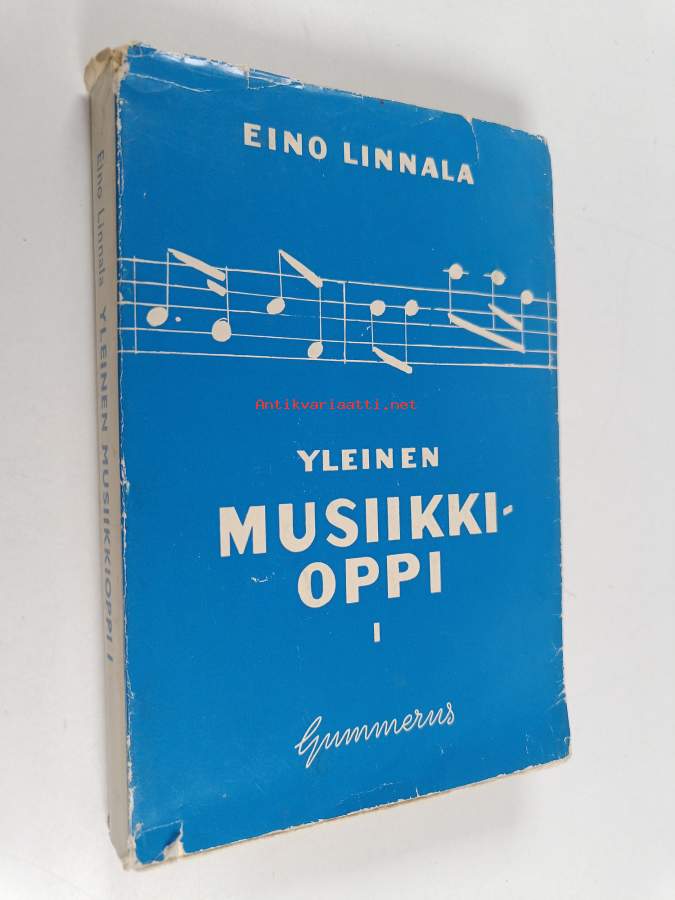 EINO LINNALA
YLEINEN
MUSIIKKI-
OPPI
I
Gummerus
Eino Linnala YLEINEN MUSIIKKIOPPI I
Antikvariaatti.net